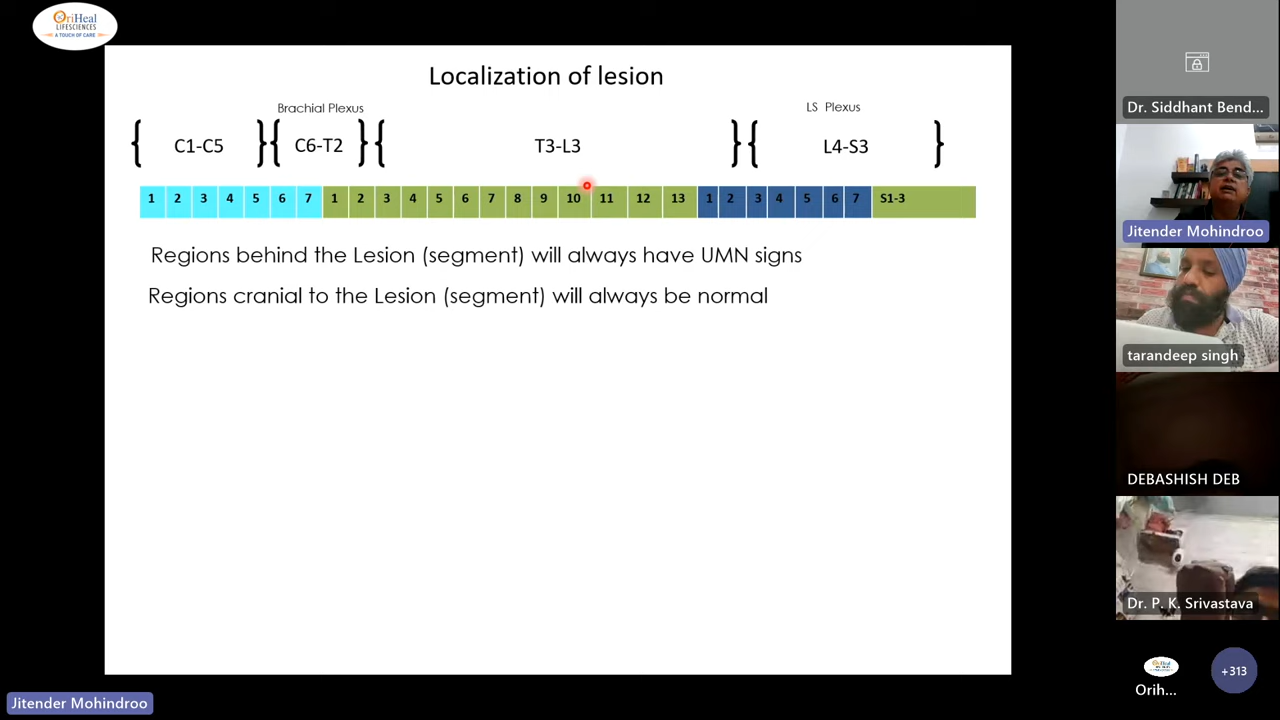 OriHeal
LIFESCIENCES
A TOUCH OF CARE
Localization of lesion
Brachial Plexus
LS Plexus
{ C1-C5 } { C6-T2 } { T3-L3 } { L4-S3 }
1 2 3 4 5 6 7 1 2 3 4 5 6 7 8 9 10 11 12 13 1 2 3 4 5 6 7 S1-3
Regions behind the Lesion (segment) will always have UMN signs
Regions cranial to the Lesion (segment) will always be normal
Dr. Siddhant Bend...
Jitender Mohindroo
tarandeep singh
DEBASHISH DEB
Dr. P. K. Srivastava
Orih...
+313
Jitender Mohindroo